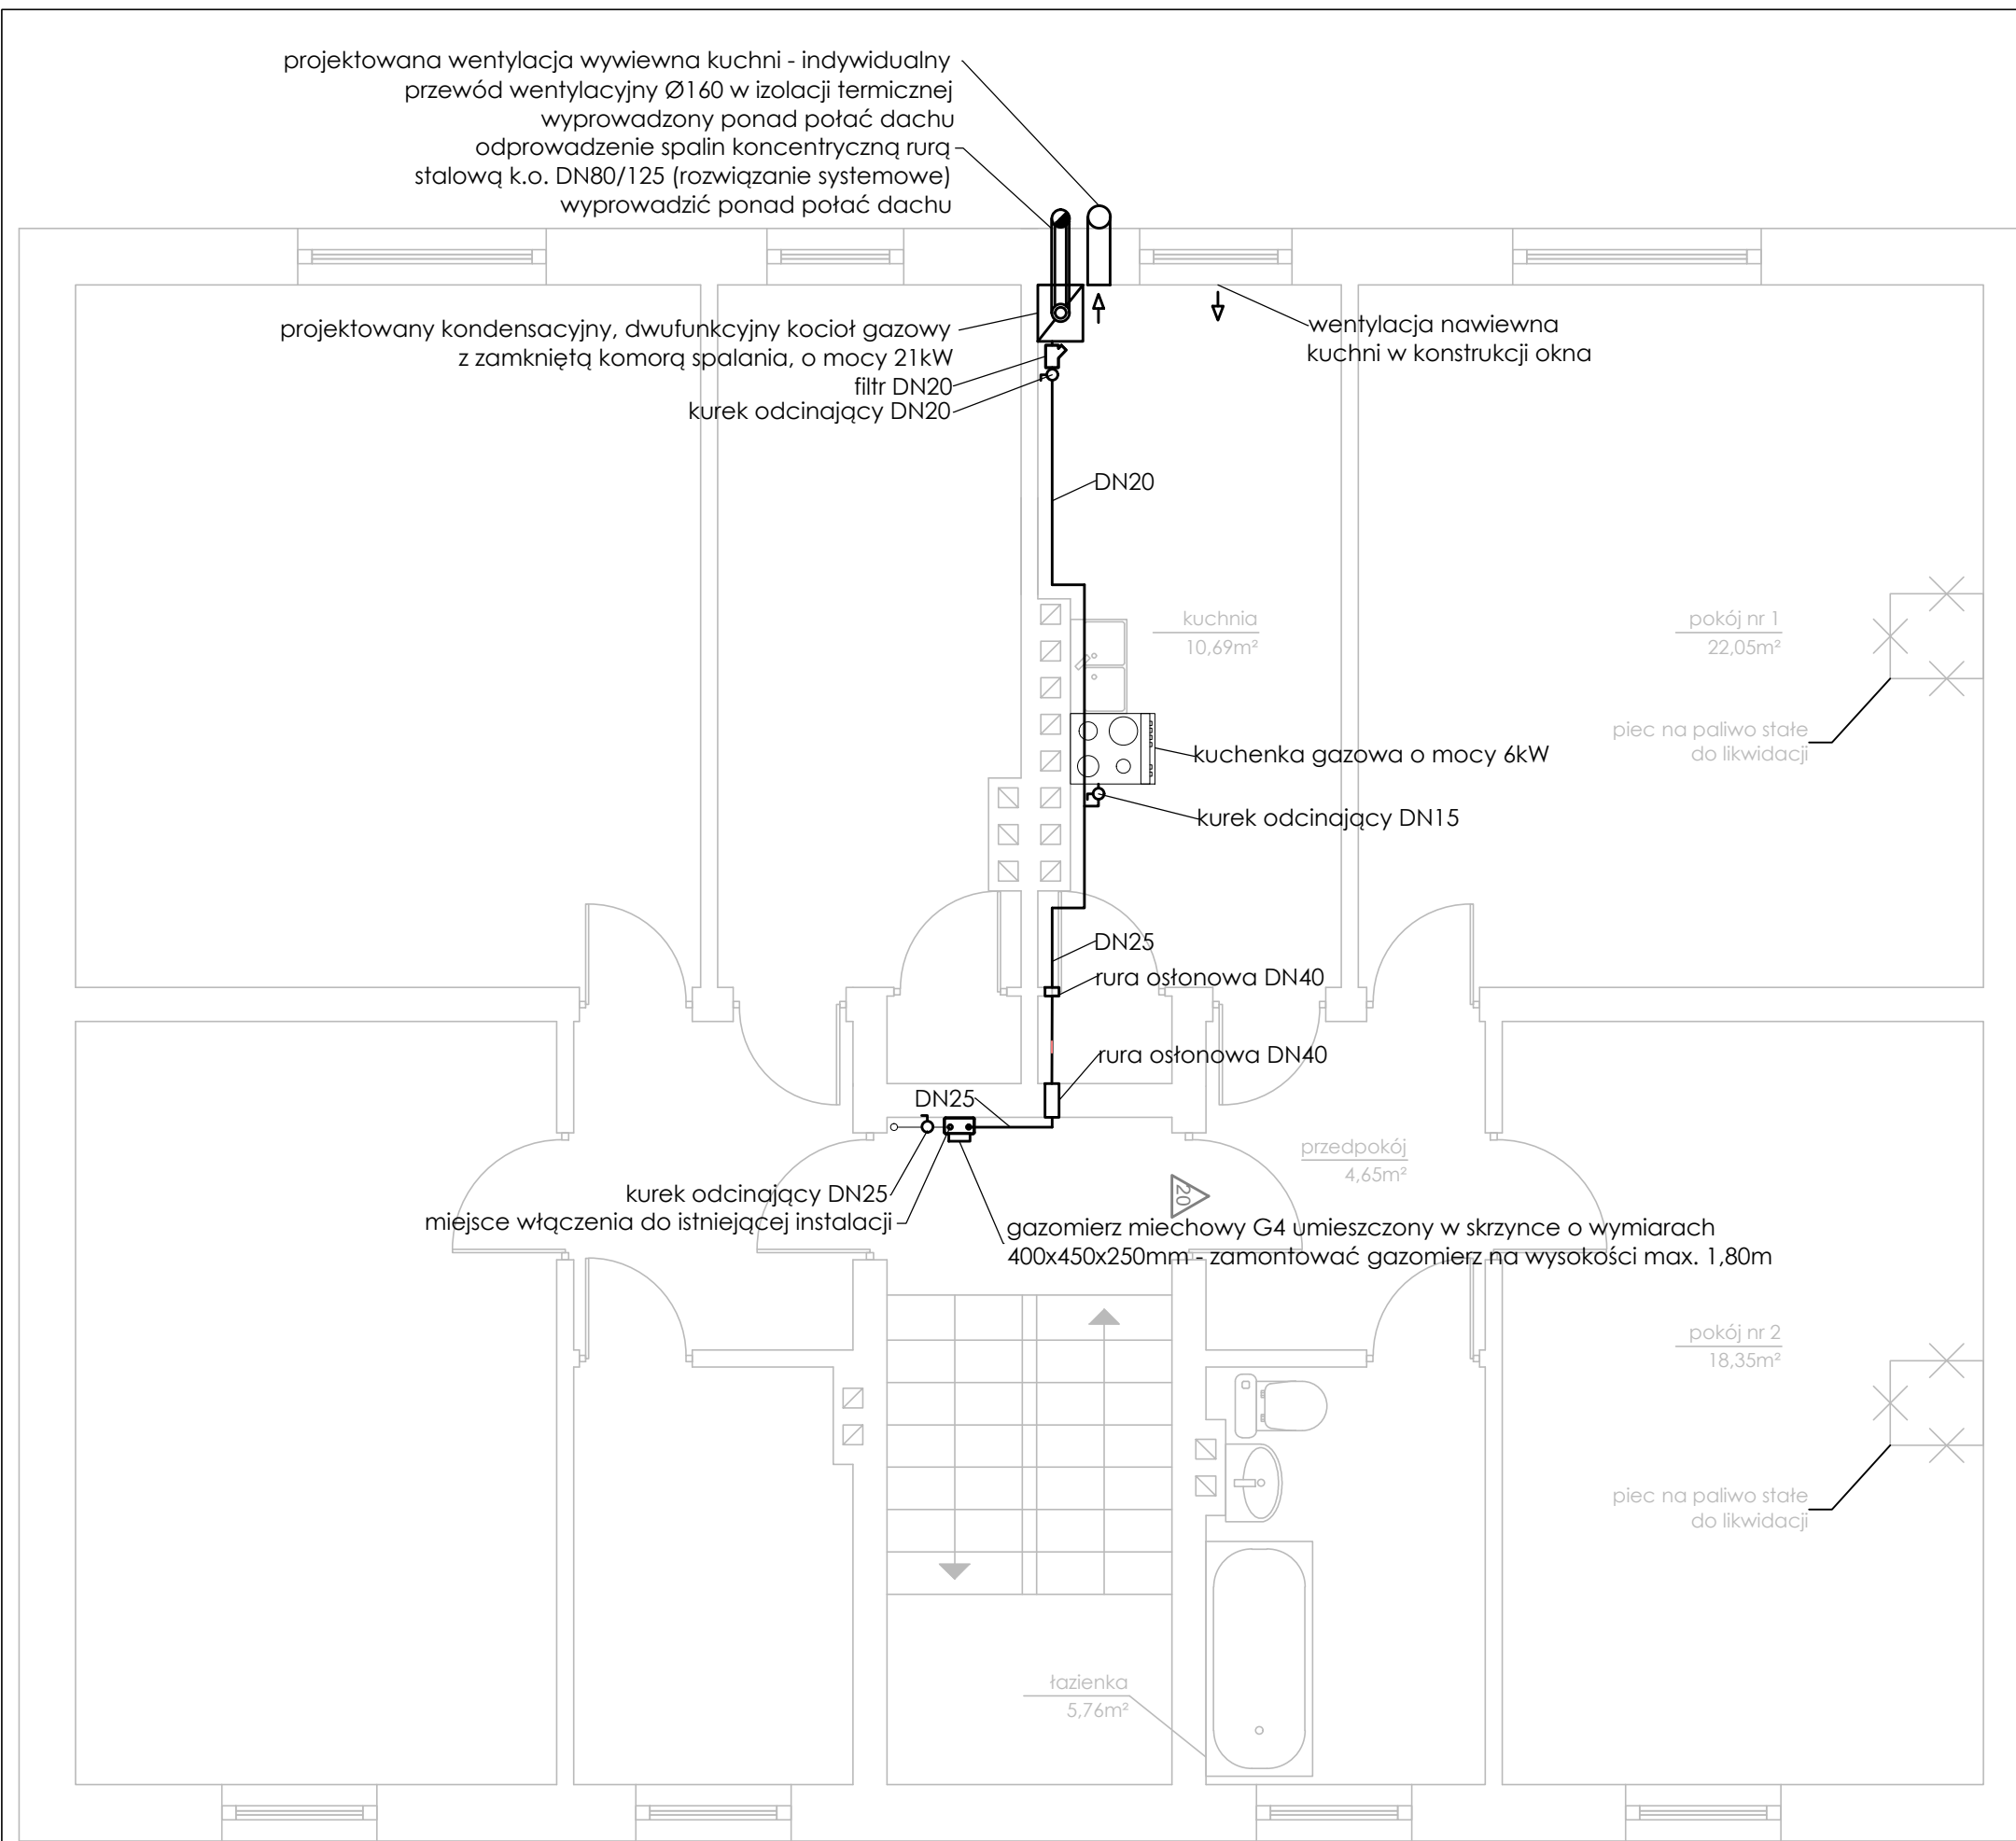 projektowana wentylacja wywiewna kuchni - indywidualny
przewód wentylacyjny Ø160 w izolacji termicznej
wyprowadzony ponad połać dachu
odprowadzenie spalin koncentryczną rurą
stalową k.o. DN80/125 (rozwiązanie systemowe)
wyprowadzić ponad połać dachu
projektowany kondensacyjny, dwufunkcyjny kocioł gazowy
z zamkniętą komorą spalania, o mocy 21kW
filtr DN20
kurek odcinający DN20
wentylacja nawiewna
kuchni w konstrukcji okna
DN20
kuchnia
10,69m²
pokój nr 1
22,05m²
piec na paliwo stałe
do likwidacji
kuchenka gazowa o mocy 6kW
kurek odcinający DN15
DN25
rura osłonowa DN40
rura osłonowa DN40
DN25
przedpokój
4,65m²
20
kurek odcinający DN25
miejsce włączenia do istniejącej instalacji
gazomierz miechowy G4 umieszczony w skrzynce o wymiarach
400x450x250mm - zamontować gazomierz na wysokości max. 1,80m
pokój nr 2
18,35m²
piec na paliwo stałe
do likwidacji
łazienka
5,76m²